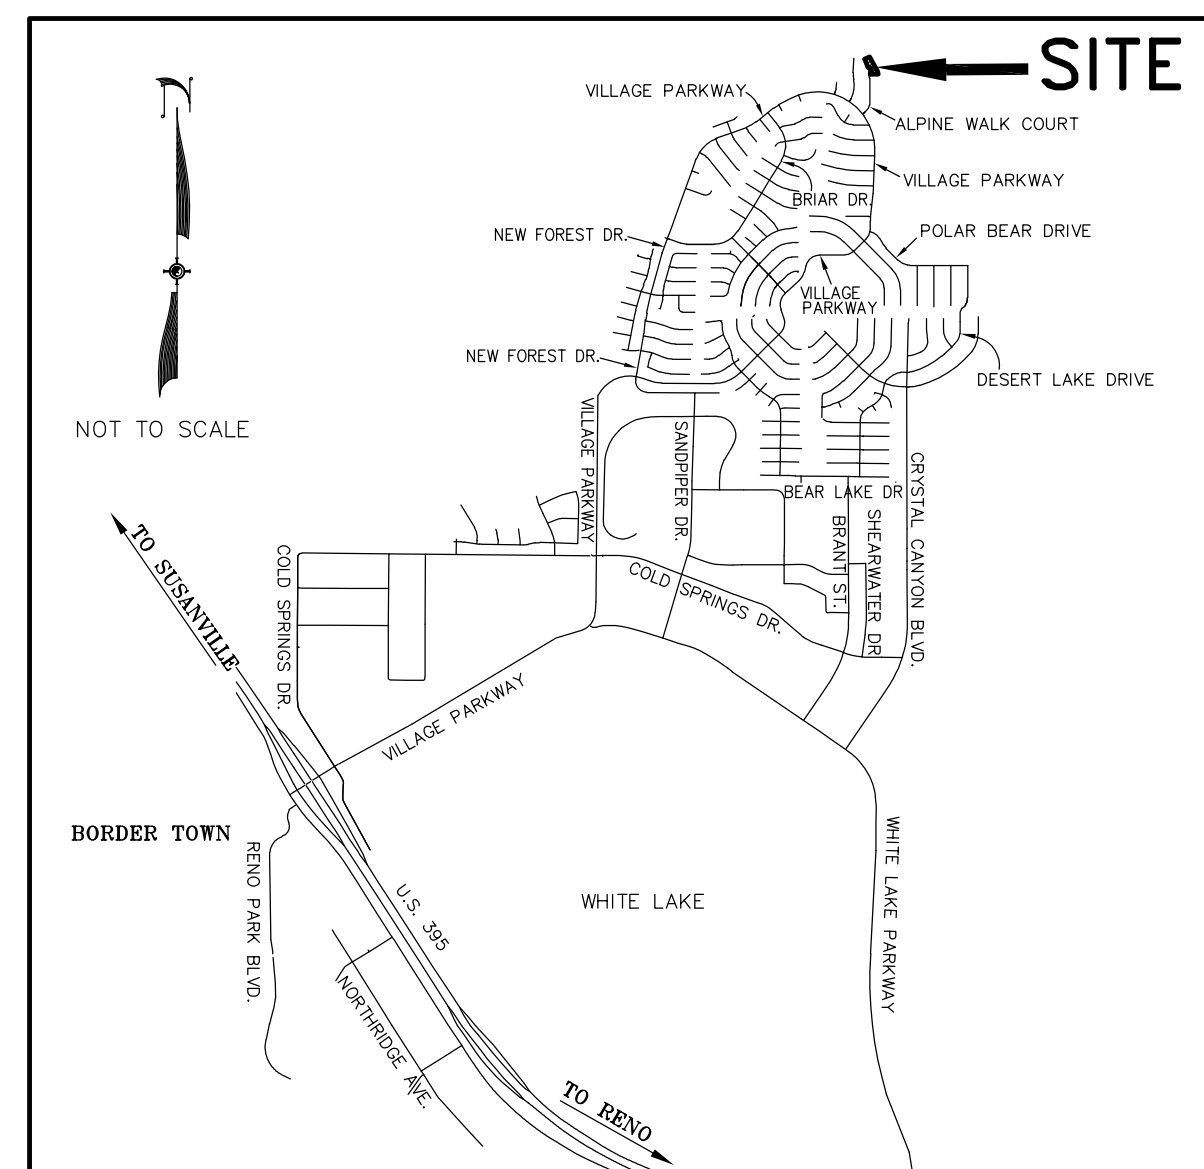 SITE
VILLAGE PARKWAY
ALPINE WALK COURT
VILLAGE PARKWAY
BRIAR DR.
POLAR BEAR DRIVE
NEW FOREST DR.
VILLAGE
PARKWAY
NEW FOREST DR.
DESERT LAKE DRIVE
NOT TO SCALE
VILLAGE PARKWAY
SANDPIPER DR.
BEAR LAKE DR
CRYSTAL CANYON BLVD.
BRANT ST.
SHEARWATER DR
TO SUSANVILLE
COLD SPRINGS DR.
COLD SPRINGS DR.
VILLAGE PARKWAY
BORDER TOWN
RENO PARK BLVD.
U.S. 395
WHITE LAKE
WHITE LAKE PARKWAY
NORTHRIDGE AVE.
TO RENO